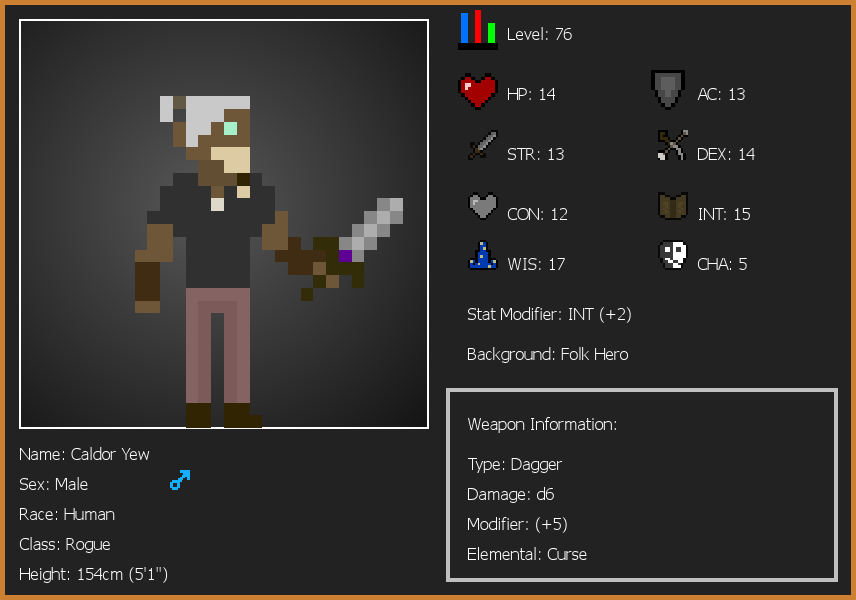 Level: 76
HP: 14
AC: 13
STR: 13
DEX: 14
CON: 12
INT: 15
WIS: 17
CHA: 5
Stat Modifier: INT (+2)
Background: Folk Hero
Weapon Information:
Type: Dagger
Damage: d6
Modifier: (+5)
Elemental: Curse
Name: Caldor Yew
Sex: Male
Race: Human
Class: Rogue
Height: 154cm (5'1")